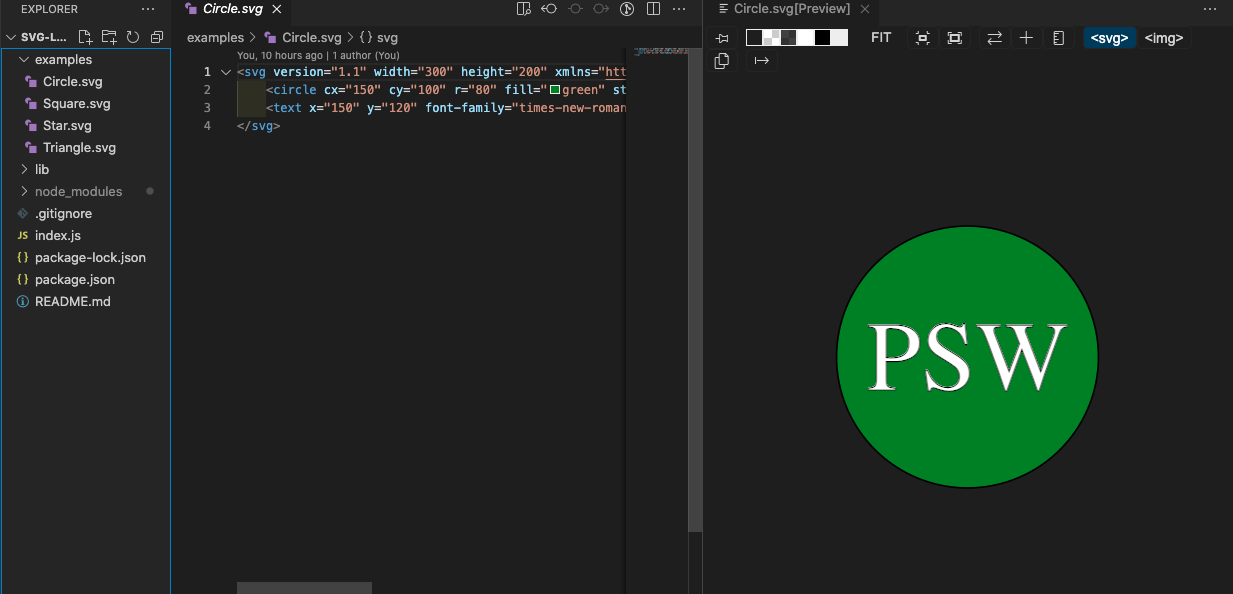 EXPLORER
SVG-L...
examples
Circle.svg
Square.svg
Star.svg
Triangle.svg
lib
node_modules
.gitignore
JS index.js
{} package-lock.json
{} package.json
README.md
Circle.svg
examples > Circle.svg > {} svg
You, 10 hours ago | 1 author (You)
1 <svg version="1.1" width="300" height="200" xmlns="htt
2 <circle cx="150" cy="100" r="80" fill="green" st
3 <text x="150" y="120" font-family="times-new-roman
4 </svg>
Circle.svg[Preview]
FIT
<svg> <img>
PSW